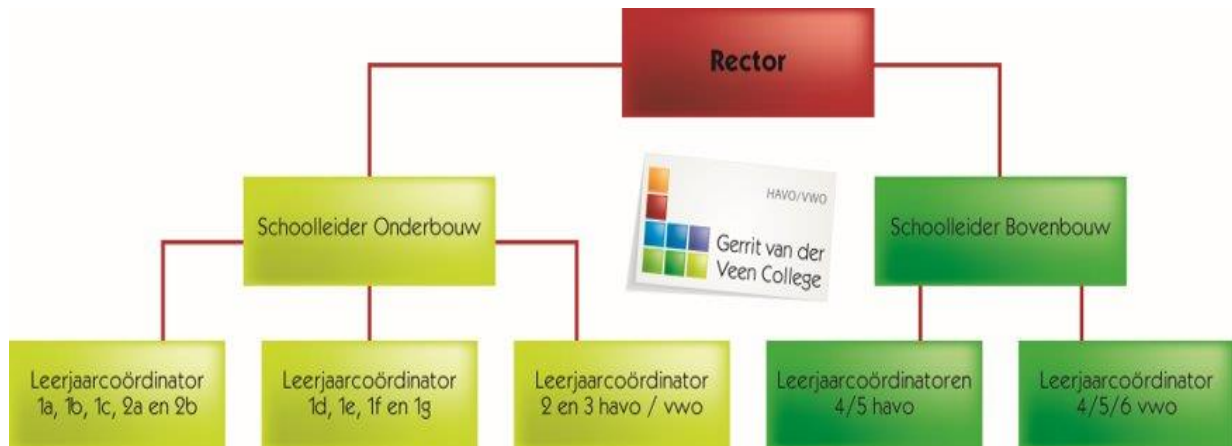 Rector
HAVO/VWO
Schoolleider Onderbouw
Gerrit van der
Veen College
Schoolleider Bovenbouw
Leerjaarcoördinator
1a, 1b, 1c, 2a en 2b
Leerjaarcoördinator
1d, 1e, 1f en 1g
Leerjaarcoördinator
2 en 3 havo / vwo
Leerjaarcoördinatoren
4/5 havo
Leerjaarcoördinator
4/5/6 vwo